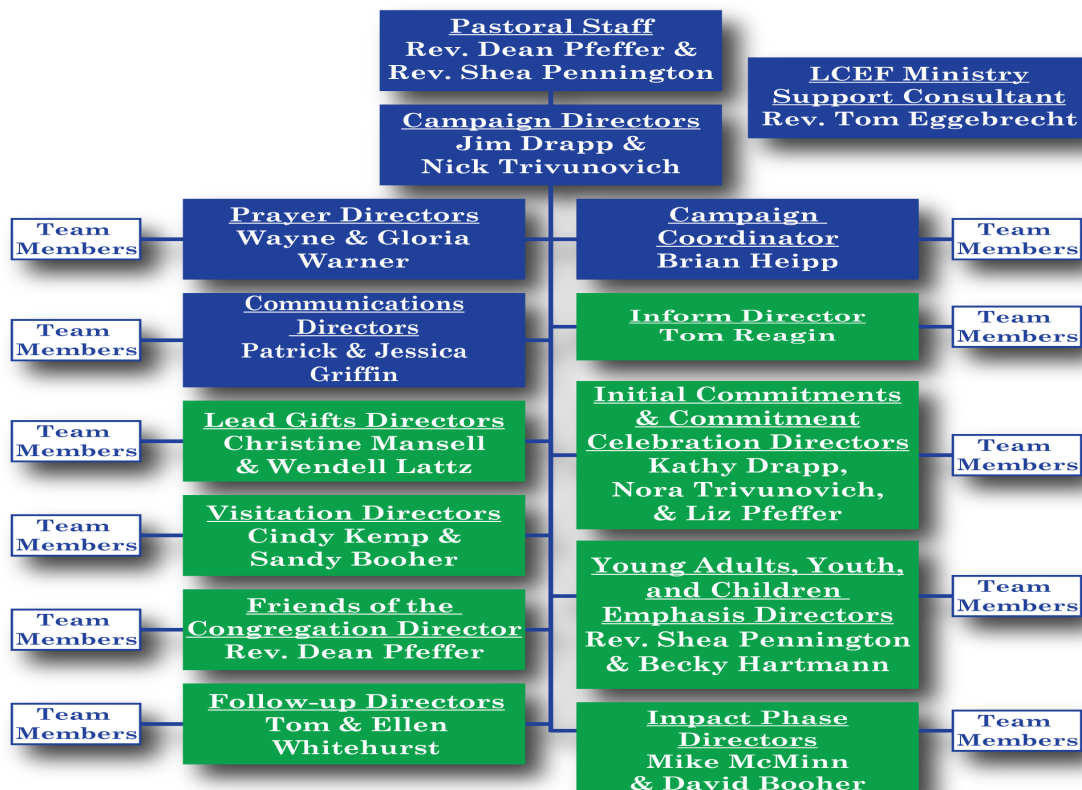 Pastoral Staff
Rev. Dean Pfeffer &
Rev. Shea Pennington
LCEF Ministry
Support Consultant
Rev. Tom Eggebrecht
Campaign Directors
Jim Drapp &
Nick Trivunovich
Team
Members
Prayer Directors
Wayne & Gloria
Warner
Campaign
Coordinator
Brian Heipp
Team
Members
Team
Members
Communications
Directors
Patrick & Jessica
Griffin
Inform Director
Tom Reagin
Team
Members
Team
Members
Lead Gifts Directors
Christine Mansell
& Wendell Lattz
Initial Commitments
& Commitment
Celebration Directors
Kathy Drapp,
Nora Trivunovich,
& Liz Pfeffer
Team
Members
Team
Members
Visitation Directors
Cindy Kemp &
Sandy Booher
Young Adults, Youth,
and Children
Emphasis Directors
Rev. Shea Pennington
& Becky Hartmann
Team
Members
Team
Members
Friends of the
Congregation Director
Rev. Dean Pfeffer
Team
Members
Follow-up Directors
Tom & Ellen
Whitehurst
Impact Phase
Directors
Mike McMinn
& David Booher
Team
Members